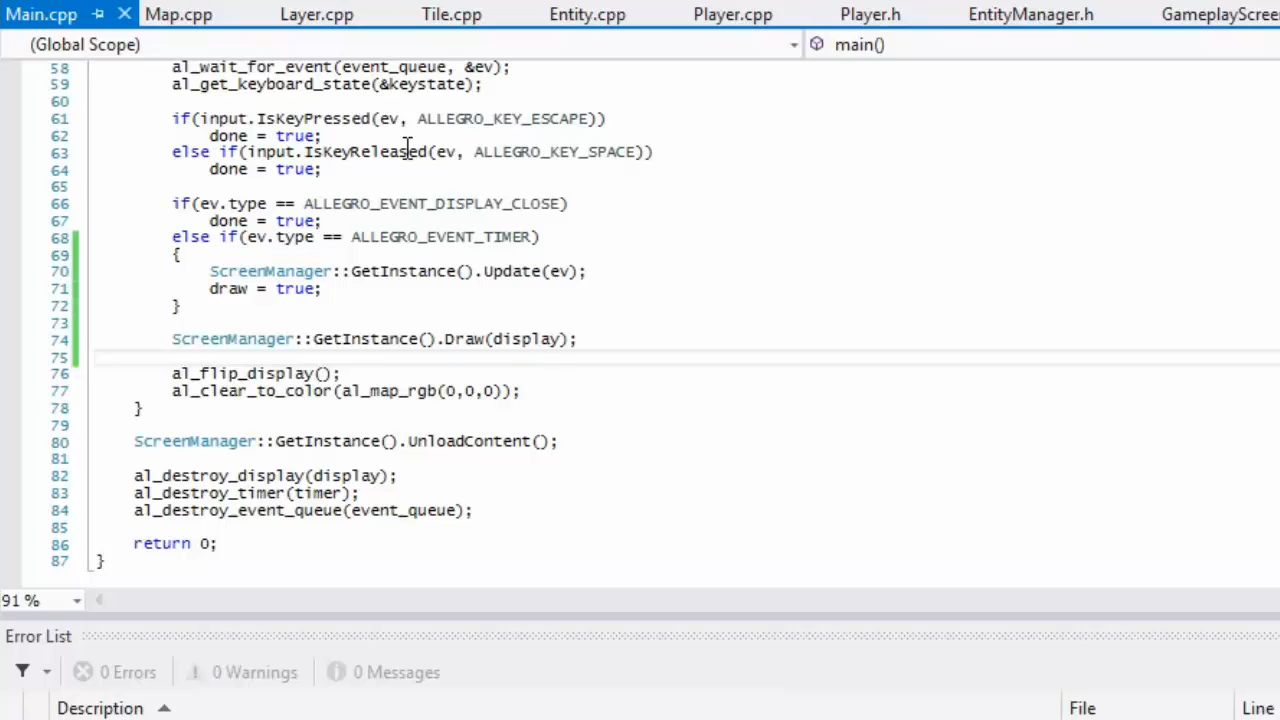 Main.cpp Map.cpp Layer.cpp Tile.cpp Entity.cpp Player.cpp Player.h EntityManager.h GameplayScree
(Global Scope) main()
58 al_wait_for_event(event_queue, &ev);
59 al_get_keyboard_state(&keystate);
60
61 if(input.IsKeyPressed(ev, ALLEGRO_KEY_ESCAPE))
62 done = true;
63 else if(input.IsKeyReleased(ev, ALLEGRO_KEY_SPACE))
64 done = true;
65
66 if(ev.type == ALLEGRO_EVENT_DISPLAY_CLOSE)
67 done = true;
68 else if(ev.type == ALLEGRO_EVENT_TIMER)
69 {
70 ScreenManager::GetInstance().Update(ev);
71 draw = true;
72 }
73
74 ScreenManager::GetInstance().Draw(display);
75
76 al_flip_display();
77 al_clear_to_color(al_map_rgb(0,0,0));
78 }
79
80 ScreenManager::GetInstance().UnloadContent();
81
82 al_destroy_display(display);
83 al_destroy_timer(timer);
84 al_destroy_event_queue(event_queue);
85
86 return 0;
87 }
91 %
Error List
0 Errors 0 Warnings 0 Messages
Description File Line